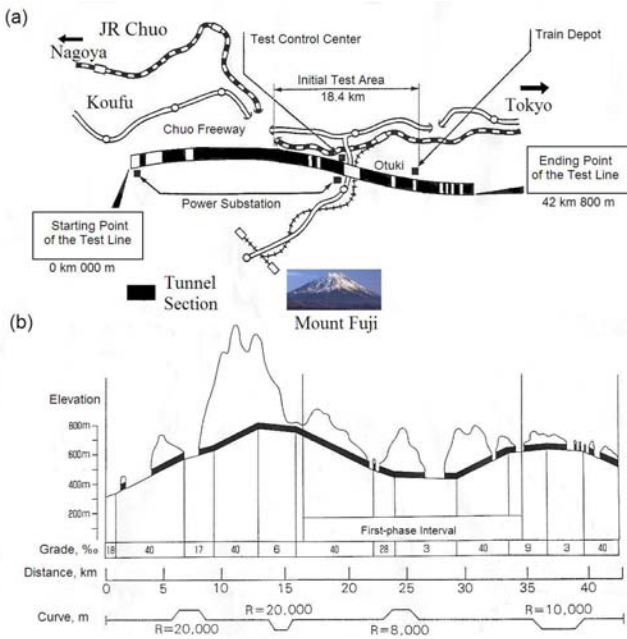 (a)
JR Chuo
Nagoya
Koufu
Chuo Freeway
Test Control Center
Train Depot
Initial Test Area
18.4 km
Tokyo
Otuki
Power Substation
Starting Point
of the Test Line
0 km 000 m
Ending Point
of the Test Line
42 km 800 m
Tunnel
Section
Mount Fuji
(b)
Elevation
800m
600m
400m
200m
First-phase Interval
Grade, ‰ 18 40 17 40 6 40 28 3 40 9 3 40
Distance, km 0 5 10 15 20 25 30 35 40
Curve, m
R=20,000
R=20,000
R=8,000
R=10,000